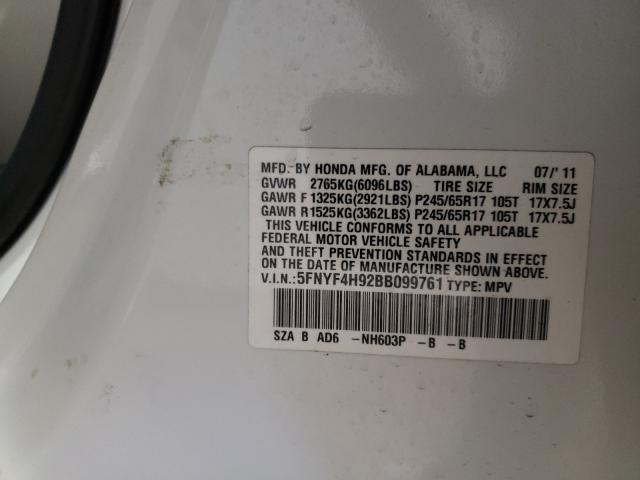 MFD. BY HONDA MFG. OF ALABAMA, LLC 07/' 11
GVWR 2765KG(6096LBS) TIRE SIZE RIM SIZE
GAWR F 1325KG(2921LBS) P245/65R17 105T 17X7.5J
GAWR R1525KG(3362LBS) P245/65R17 105T 17X7.5J
THIS VEHICLE CONFORMS TO ALL APPLICABLE
FEDERAL MOTOR VEHICLE SAFETY
AND THEFT PREVENTION STANDARDS IN EFFECT
ON THE DATE OF MANUFACTURE SHOWN ABOVE.
V.I.N.:5FNYF4H92BB099761 TYPE: MPV
SZA B AD6 -NH603P -B -B